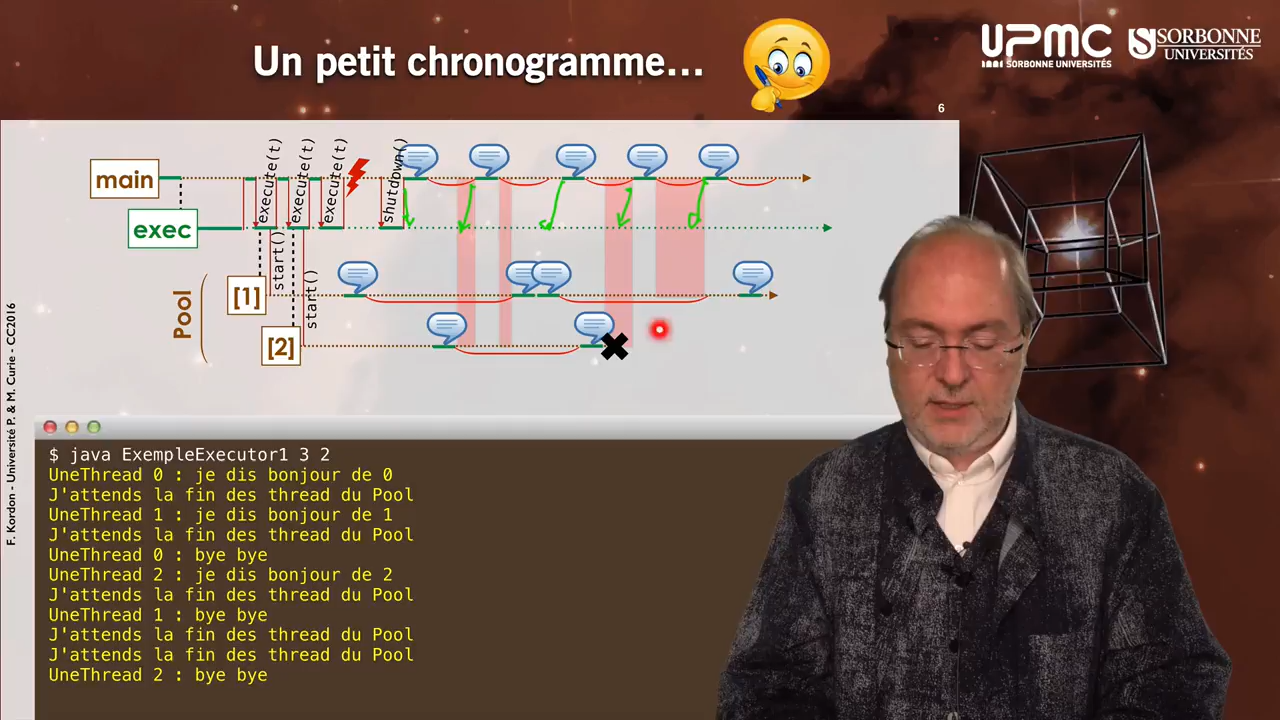 Un petit chronogramme...
UPMC
SORBONNE UNIVERSITÉS
SORBONNE
UNIVERSITÉS
6
main
execute(t)
execute(t)
execute(t)
shutdown()
exec
start()
start()
Pool
[1]
[2]
F. Kordon - Université P. & M. Curie - CC2016
$ java ExempleExecutor1 3 2
UneThread 0 : je dis bonjour de 0
J'attends la fin des thread du Pool
UneThread 1 : je dis bonjour de 1
J'attends la fin des thread du Pool
UneThread 0 : bye bye
UneThread 2 : je dis bonjour de 2
J'attends la fin des thread du Pool
UneThread 1 : bye bye
J'attends la fin des thread du Pool
J'attends la fin des thread du Pool
UneThread 2 : bye bye